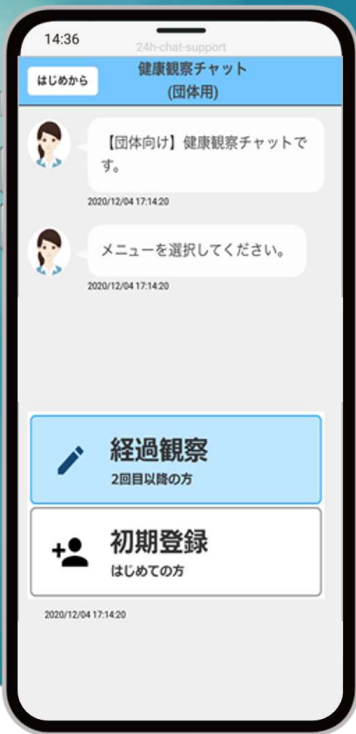 14:36
24h-chat-support
はじめから
健康観察チャット
(団体用)
【団体向け】健康観察チャットで
す。
2020/12/04 17:14:20
メニューを選択してください。
2020/12/04 17:14:20
経過観察
2回目以降の方
初期登録
はじめての方
2020/12/04 17:14:20